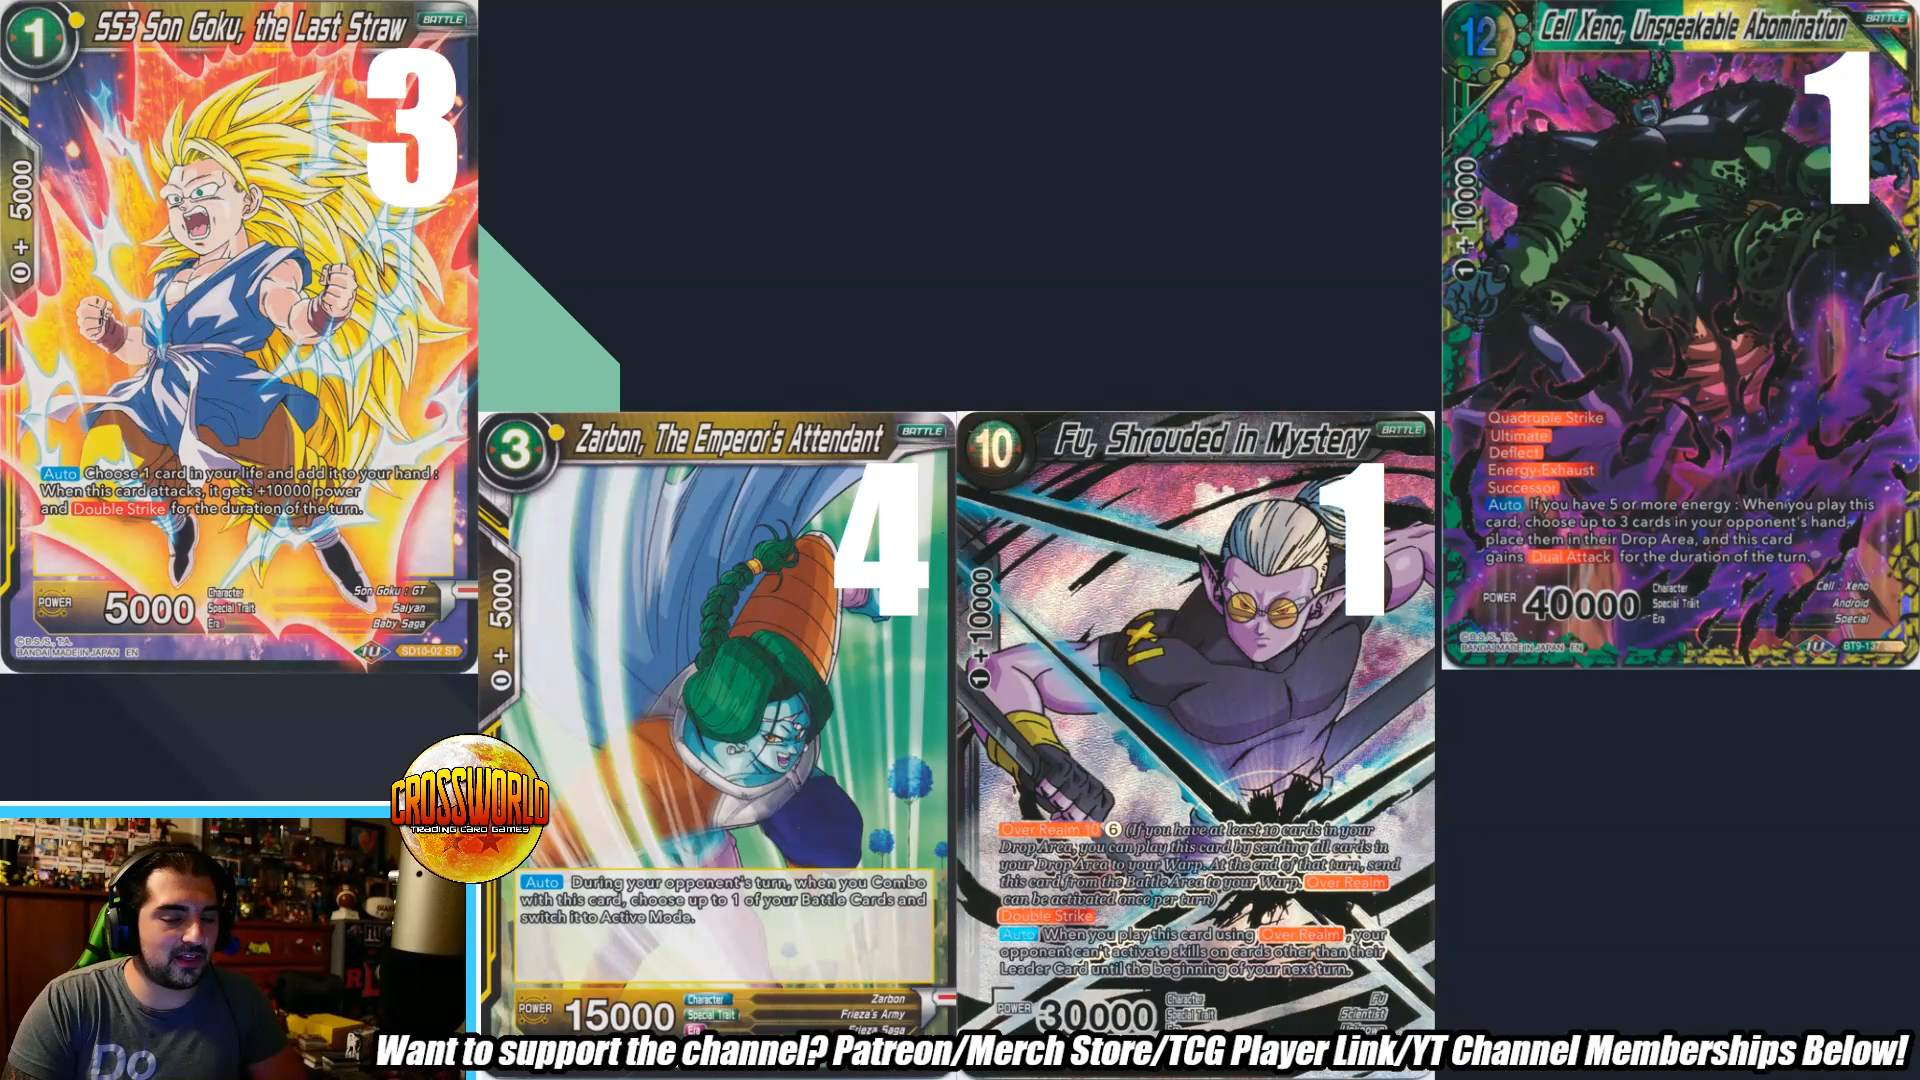 1
SS3 Son Goku, the Last Straw
BATTLE
3
0 + 5000
Auto Choose 1 card in your life and add it to your hand :
When this card attacks, it gets +10000 power
and Double Strike for the duration of the turn.
POWER
5000
Character
Special Trait
Era
Son Goku : GT
Saiyan
Baby Saga
©B.S./S., T.A.
BANDAI MADE IN JAPAN EN
1U
SD10-02 ST
3
Zarbon, The Emperor's Attendant
BATTLE
4
0 + 5000
Auto During your opponent's turn, when you Combo
with this card, choose up to 1 of your Battle Cards and
switch it to Active Mode.
POWER
15000
Character
Special Trait
Era
Zarbon
Frieza's Army
Frieza Saga
10
Fu, Shrouded in Mystery
BATTLE
1
1 + 10000
Over Realm 10 6 (If you have at least 10 cards in your
Drop Area, you can play this card by sending all cards in
your Drop Area to your Warp. At the end of that turn, send
this card from the Battle Area to your Warp. Over Realm
can be activated once per turn)
Double Strike
Auto When you play this card using Over Realm, your
opponent can't activate skills on cards other than their
Leader Card until the beginning of your next turn.
POWER
30000
Character
Special Trait
Fu
Scientist
Unknown
12
Cell Xeno, Unspeakable Abomination
BATTLE
1
1 + 10000
Quadruple Strike
Ultimate
Deflect
Energy-Exhaust
Successor
Auto If you have 5 or more energy : When you play this
card, choose up to 3 cards in your opponent's hand,
place them in their Drop Area, and this card
gains Dual Attack for the duration of the turn.
POWER
40000
Character
Special Trait
Era
Cell : Xeno
Android
Special
©B.S./S., T.A.
BANDAI MADE IN JAPAN EN
1U
BT9-137
CROSSWORLD
TRADING CARD GAMES
Do
Want to support the channel? Patreon/Merch Store/TCG Player Link/YT Channel Memberships Below!